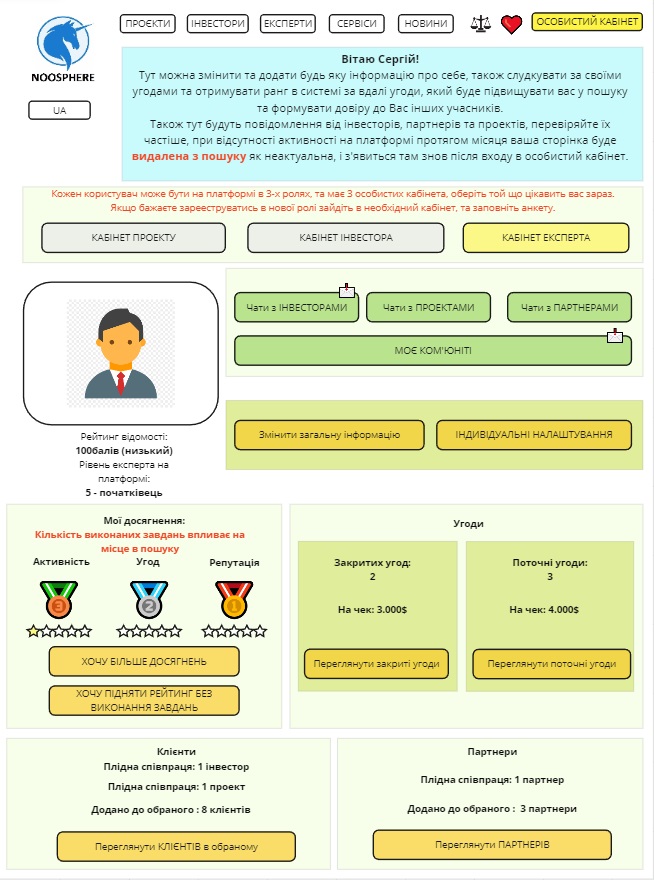 NOOSPHERE
UA
ПРОЄКТИ
ІНВЕСТОРИ
ЕКСПЕРТИ
СЕРВІСИ
НОВИНИ
ОСОБИСТИЙ КАБІНЕТ
Вітаю Сергій!
Тут можна змінити та додати будь яку інформацію про себе, також слудкувати за своїми
угодами та отримувати ранг в системі за вдалі угоди, який буде підвищувати вас у пошуку
та формувати довіру до Вас інших учасників.
Також тут будуть повідомлення від інвесторів, партнерів та проектів, перевіряйте їх
частіше, при відсутності активності на платформі протягом місяця ваша сторінка буде
видалена з пошуку як неактуальна, і з'явиться там знов після входу в особистий кабінет.
Кожен користувач може бути на платформі в 3-х ролях, та має 3 особистих кабінета, оберіть той що цікавить вас зараз.
Якщо бажаєте зареєструватись в нової ролі зайдіть в необхідний кабінет, та заповніть анкету.
КАБІНЕТ ПРОЕКТУ
КАБІНЕТ ІНВЕСТОРА
КАБІНЕТ ЕКСПЕРТА
Чати з ІНВЕСТОРАМИ
Чати з ПРОЕКТАМИ
Чати з ПАРТНЕРАМИ
МОЄ КОМ'ЮНІТІ
Змінити загальну інформацію
ІНДИВІДУАЛЬНІ НАЛАШТУВАННЯ
Рейтинг відомості:
100балів (низький)
Рівень експерта на
платформі:
5 - початківець
Мої досягнення:
Кількість виконаних завдань впливає на
місце в пошуку
Активність
Угод
Репутація
3
2
1
ХОЧУ БІЛЬШЕ ДОСЯГНЕНЬ
ХОЧУ ПІДНЯТИ РЕЙТИНГ БЕЗ
ВИКОНАННЯ ЗАВДАНЬ
Угоди
Закритих угод:
2
На чек: 3.000$
Переглянути закриті угоди
Поточні угоди:
3
На чек: 4.000$
Переглянути поточні угоди
Клієнти
Плідна співпраця: 1 інвестор
Плідна співпраця: 1 проект
Додано до обраного : 8 клієнтів
Переглянути КЛІЄНТІВ в обраному
Партнери
Плідна співпраця: 1 партнер
Додано до обраного : 3 партнери
Переглянути ПАРТНЕРІВ